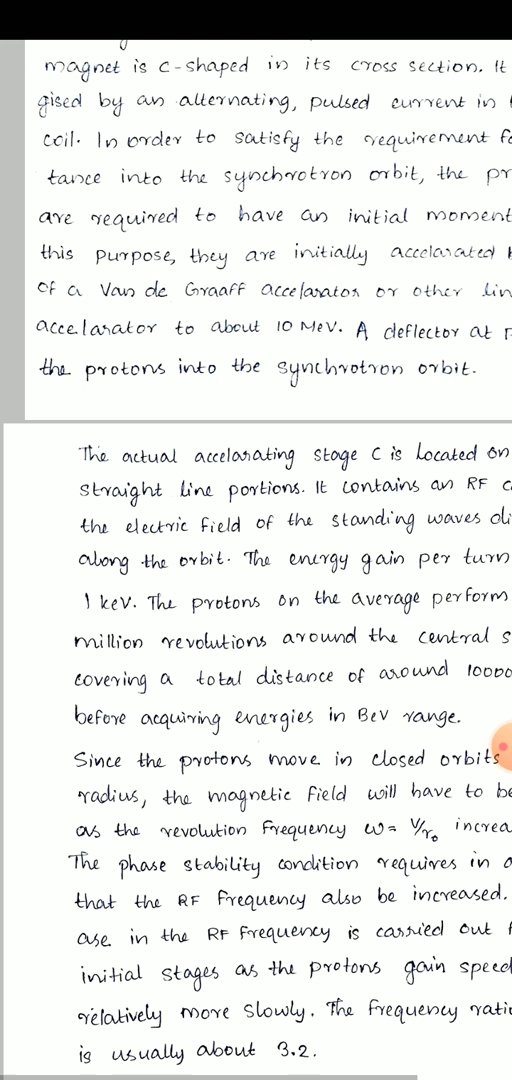 magnet is c-shaped in its cross section. It
gised by an alternating, pulsed current in
coil. In order to satisfy the requirement
tance into the synchrotron orbit, the
are required to have an initial
this purpose, they are initially accelarated
of a Van de Graaff accelarator or other
accelarator to about 10 MeV. A deflector at
the protons into the synchrotron orbit.
The actual accelarating stage C is located on
straight line portions. It contains an RF
the electric field of the standing waves
along the orbit. The energy gain per turn
1 keV. The protons on the average perform
million revolutions around the central
covering a total distance of around
before acquiring energies in BeV range.
Since the protons move in closed orbits
radius, the magnetic field will have to
as the revolution frequency ω= V/r₀
The phase stability condition requires in
that the RF frequency also be increased.
ase in the RF frequency is carried out
initial stages as the protons gain
relatively more slowly. The frequency
is usually about 3.2.